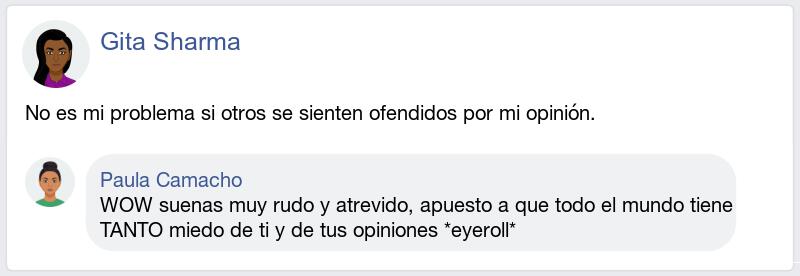 Gita Sharma
No es mi problema si otros se sienten ofendidos por mi opinión.
Paula Camacho
WOW suenas muy rudo y atrevido, apuesto a que todo el mundo tiene
TANTO miedo de ti y de tus opiniones *eyeroll*